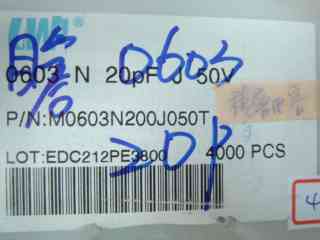 0603
0603 N 20pF J 50V
P/N:M0603N200J050T
20P
LOT:EDC212PE3800 4000 PCS
4